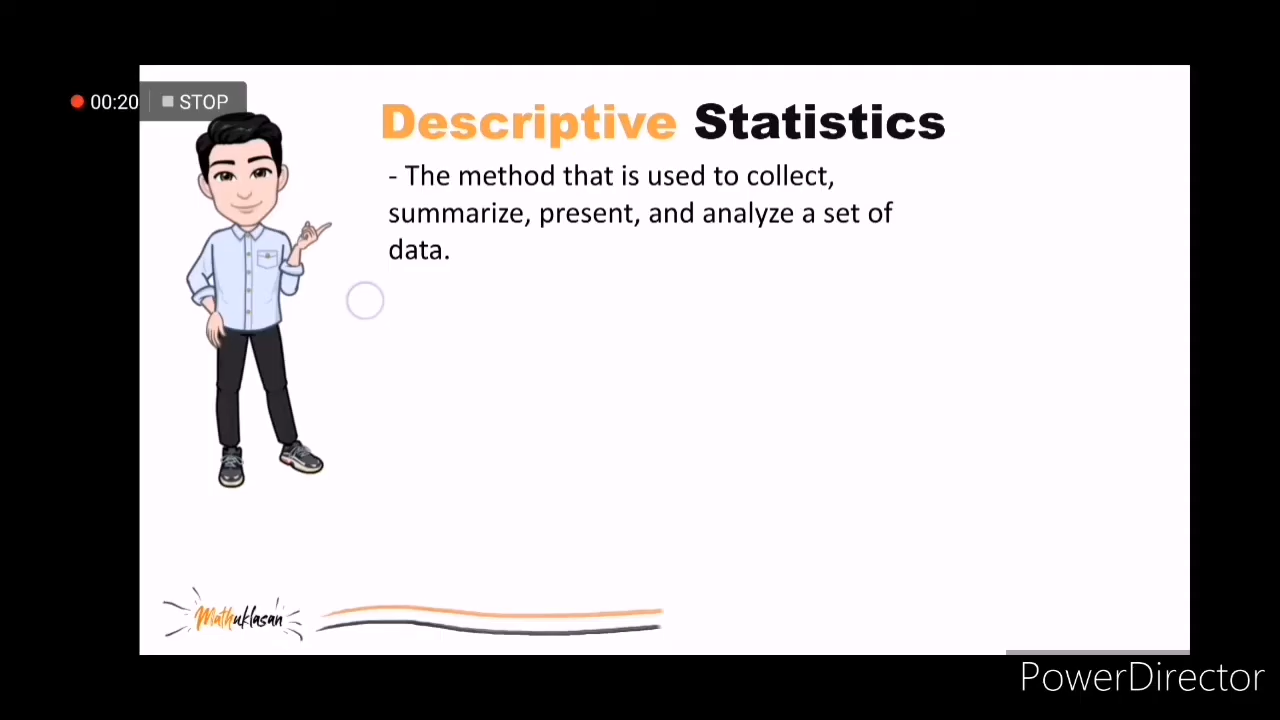 00:20 STOP
Descriptive Statistics
- The method that is used to collect,
summarize, present, and analyze a set of
data.
Mathuklasan
PowerDirector